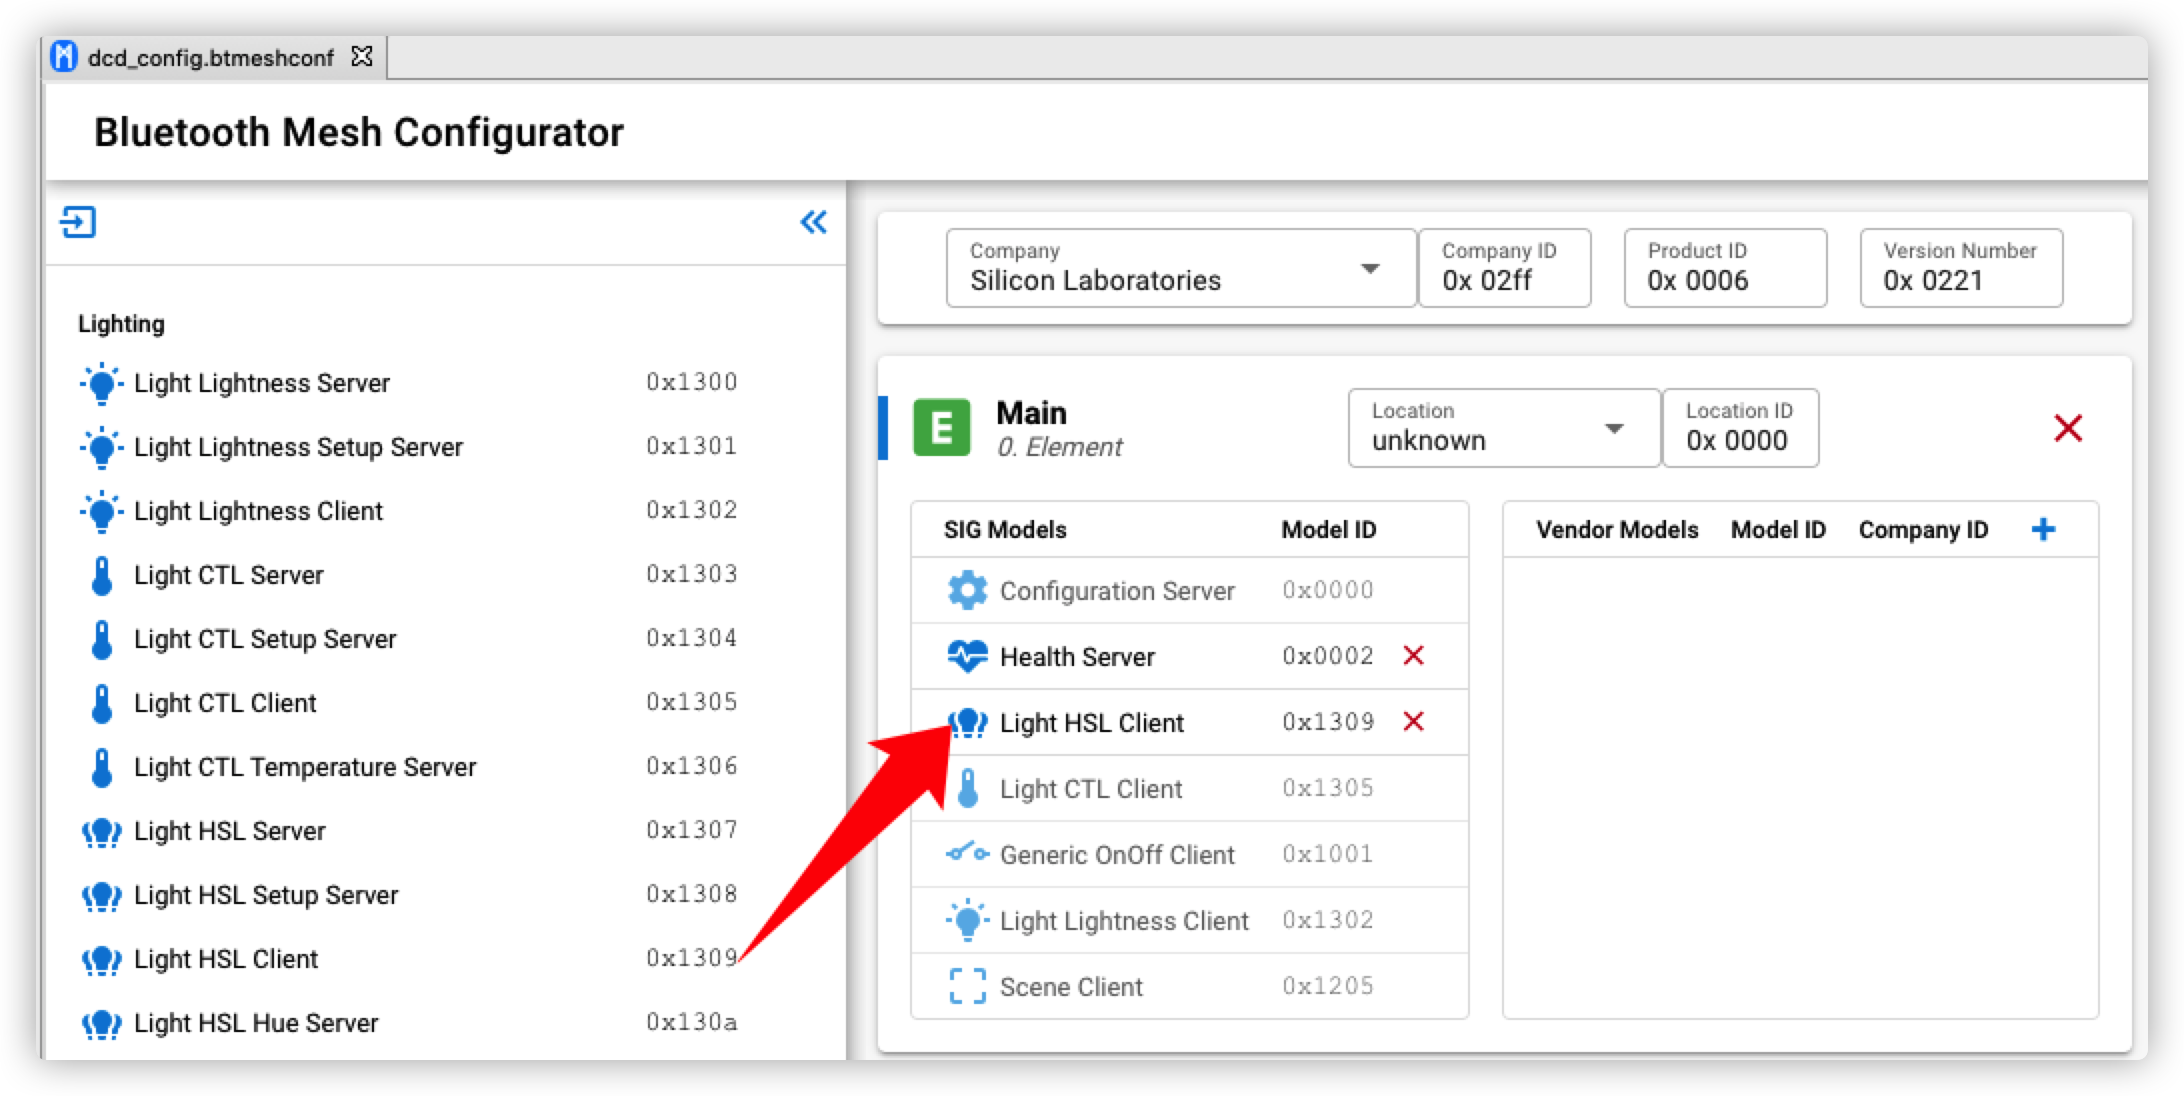 dcd_config.btmeshconf
Bluetooth Mesh Configurator
Lighting
Light Lightness Server 0x1300
Light Lightness Setup Server 0x1301
Light Lightness Client 0x1302
Light CTL Server 0x1303
Light CTL Setup Server 0x1304
Light CTL Client 0x1305
Light CTL Temperature Server 0x1306
Light HSL Server 0x1307
Light HSL Setup Server 0x1308
Light HSL Client 0x1309
Light HSL Hue Server 0x130a
Company
Silicon Laboratories
Company ID
0x 02ff
Product ID
0x 0006
Version Number
0x 0221
E
Main
0. Element
Location
unknown
Location ID
0x 0000
SIG Models Model ID
Configuration Server 0x0000
Health Server 0x0002
Light HSL Client 0x1309
Light CTL Client 0x1305
Generic OnOff Client 0x1001
Light Lightness Client 0x1302
Scene Client 0x1205
Vendor Models Model ID Company ID